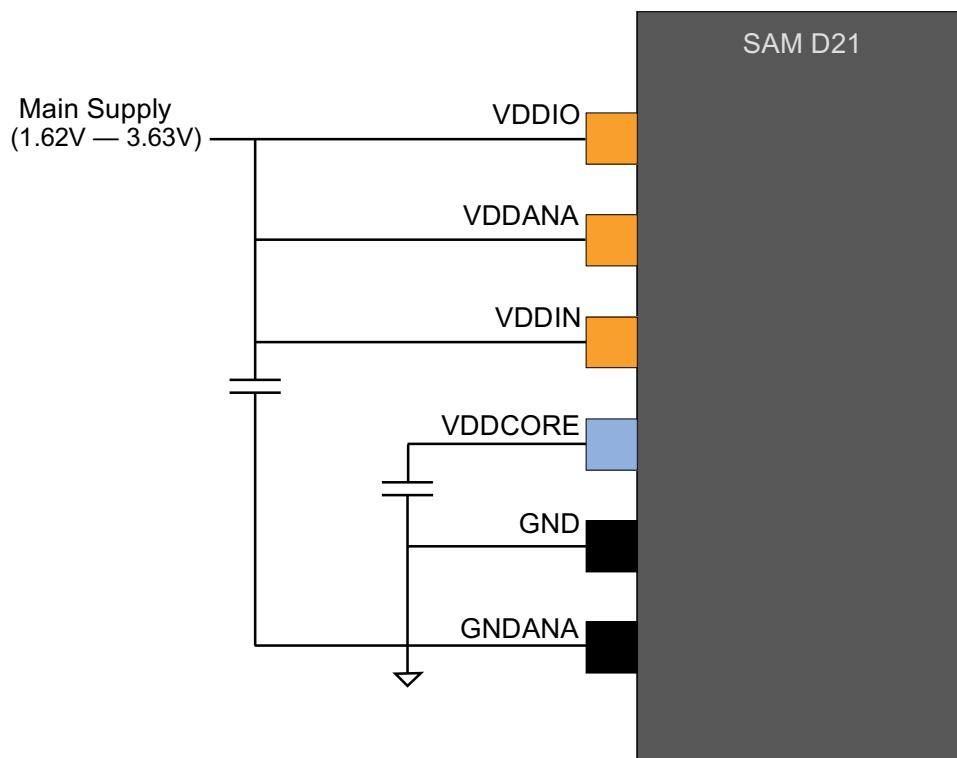 SAM D21
Main Supply
(1.62V — 3.63V)
VDDIO
VDDANA
VDDIN
VDDCORE
GND
GNDANA